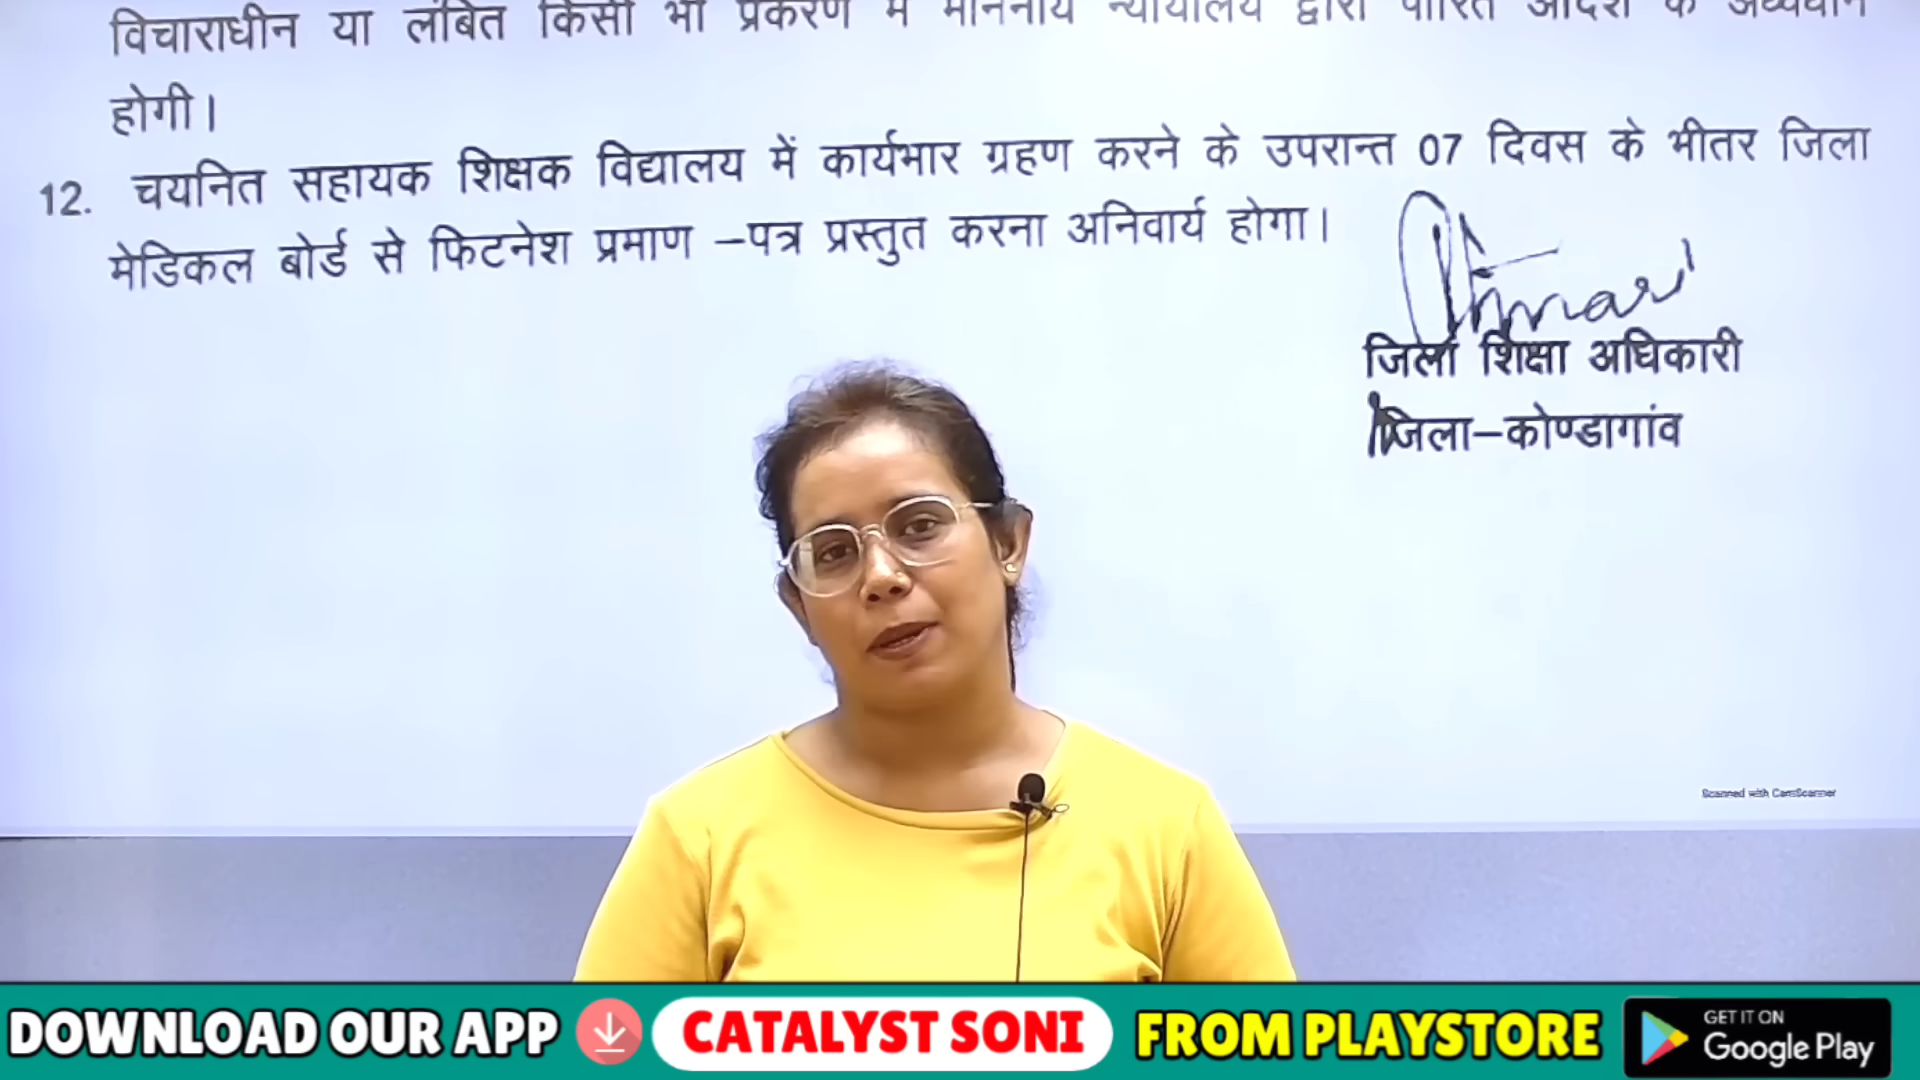 विचाराधीन या लंबित किसी भी प्रकरण में माननीय न्यायालय द्वारा पारित आदेश के अध्यधीन
होगी।
12. चयनित सहायक शिक्षक विद्यालय में कार्यभार ग्रहण करने के उपरान्त 07 दिवस के भीतर जिला
मेडिकल बोर्ड से फिटनेश प्रमाण –पत्र प्रस्तुत करना अनिवार्य होगा।
जिला शिक्षा अधिकारी
जिला–कोण्डागांव
Scanned with CamScanner
DOWNLOAD OUR APP CATALYST SONI FROM PLAYSTORE GET IT ON Google Play